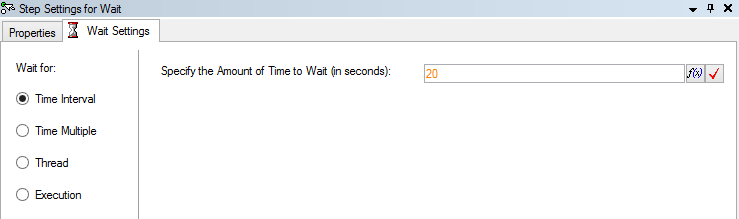 Step Settings for Wait
Properties
Wait Settings
Wait for:
Specify the Amount of Time to Wait (in seconds):
20
f(x)
Time Interval
Time Multiple
Thread
Execution